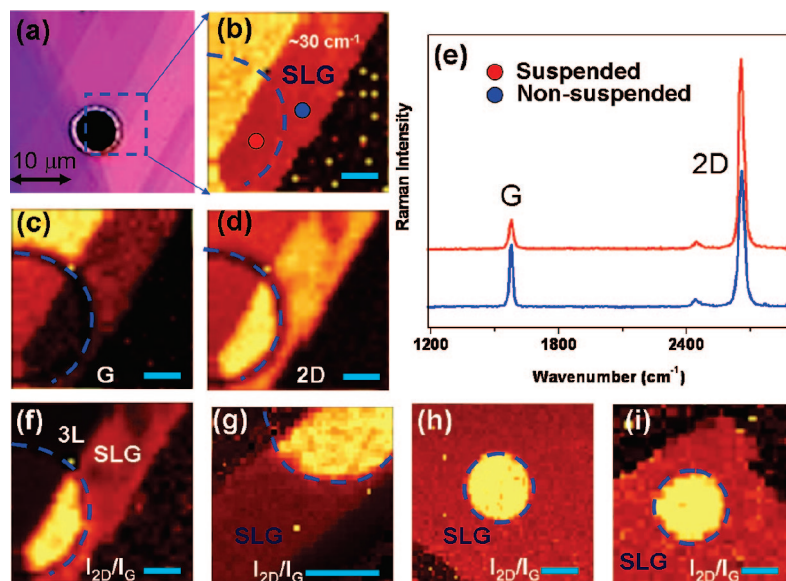 (a)
10 μm
(b)
~30 cm⁻¹
SLG
(c)
G
(d)
2D
(e)
Suspended
Non-suspended
G
2D
Raman Intensity
1200
1800
2400
Wavenumber (cm⁻¹)
(f)
3L
SLG
I₂D/IG
(g)
SLG
I₂D/IG
(h)
SLG
I₂D/IG
(i)
SLG
I₂D/IG